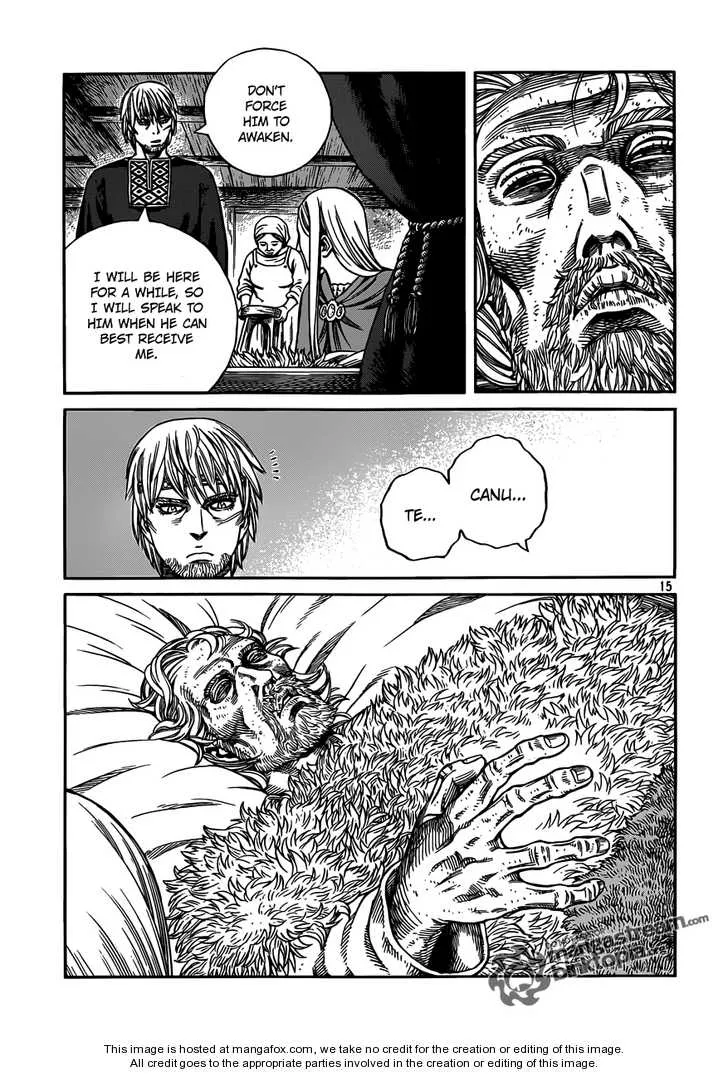 DON'T
FORCE
HIM TO
AWAKEN.
I WILL BE HERE
FOR A WHILE, SO
I WILL SPEAK TO
HIM WHEN HE CAN
BEST RECEIVE
ME.
CANU...
TE...
15
mangastream.com
binktopia
This image is hosted at mangafox.com, we take no credit for the creation or editing of this image.
All credit goes to the appropriate parties involved in the creation or editing of this image.